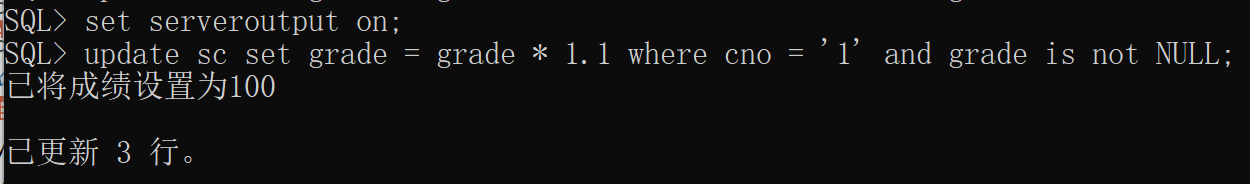 SQL> set serveroutput on;
SQL> update sc set grade = grade * 1.1 where cno = '1' and grade is not NULL;
已将成绩设置为100
已更新 3 行。